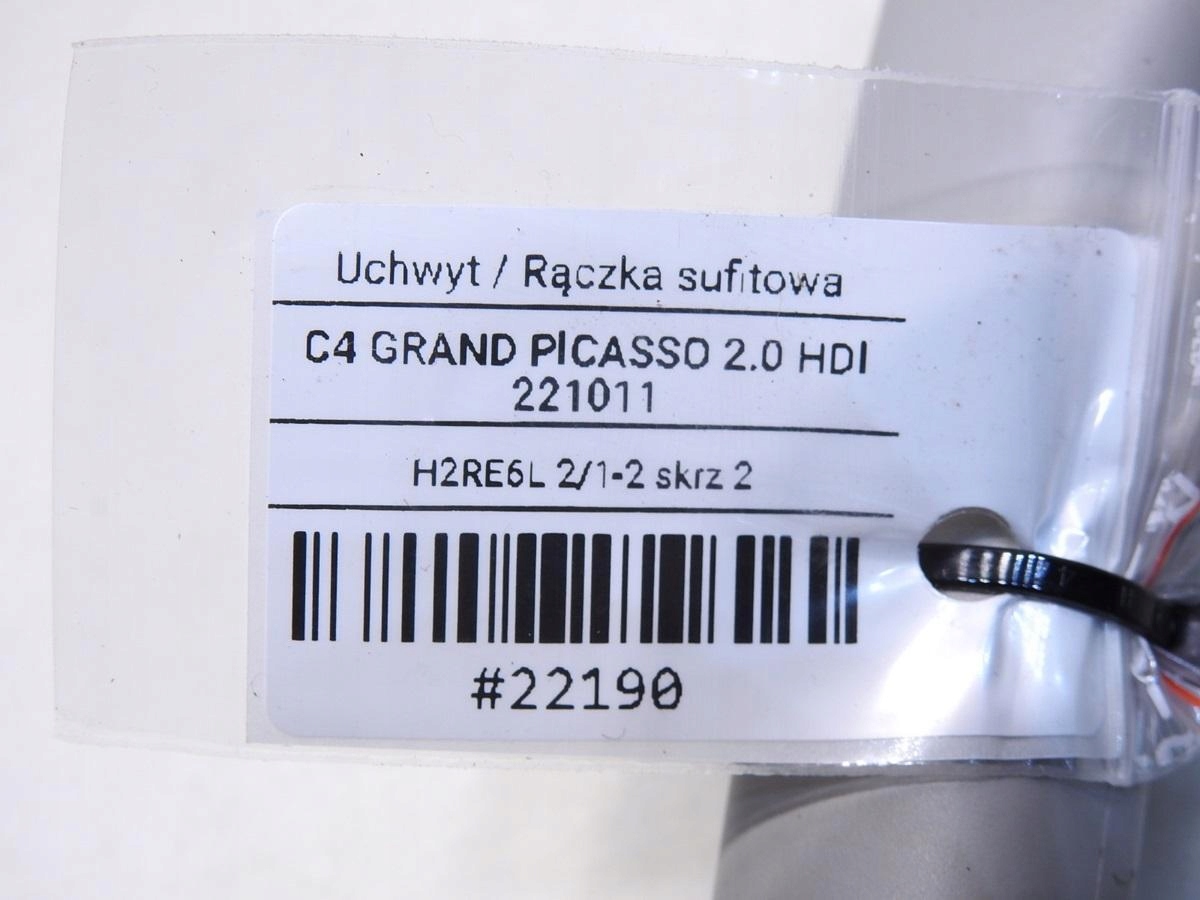 Uchwyt / Rączka sufitowa
C4 GRAND PICASSO 2.0 HDI
221011
H2RE6L 2/1-2 skrz 2
#22190